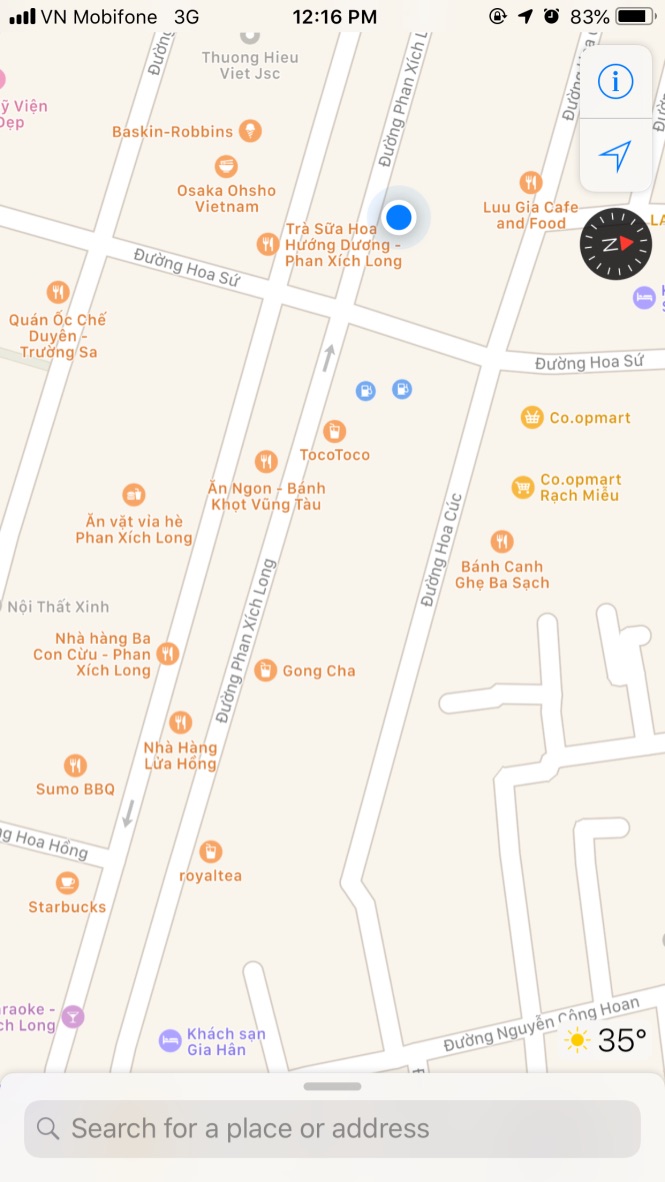 VN Mobifone 3G 12:16 PM 83%
Đường
Thuong Hieu
Viet Jsc
Đường Phan Xích L
ỹ Viện
Baskin-Robbins
Osaka Ohsho
Vietnam
Luu Gia Cafe
and Food
LA
N
Trà Sữa Hoa
Hướng Dương -
Phan Xích Long
Đường Hoa Sứ
Quán Ốc Chế
Duyên -
Trường Sa
Đường Hoa Sứ
Co.opmart
TocoToco
Ăn Ngon - Bánh
Khọt Vũng Tàu
Co.opmart
Rạch Miễu
Ăn vặt vỉa hè
Phan Xích Long
Đường Hoa Cúc
Bánh Canh
Ghẹ Ba Sạch
Nội Thất Xinh
Đường Phan Xích Long
Nhà hàng Ba
Con Cừu - Phan
Xích Long
Gong Cha
Nhà Hàng
Lửa Hồng
Sumo BBQ
g Hoa Hồng
royaltea
Starbucks
raoke -
ch Long
Khách sạn
Gia Hân
Đường Nguyễn Công Hoan
35°
Search for a place or address